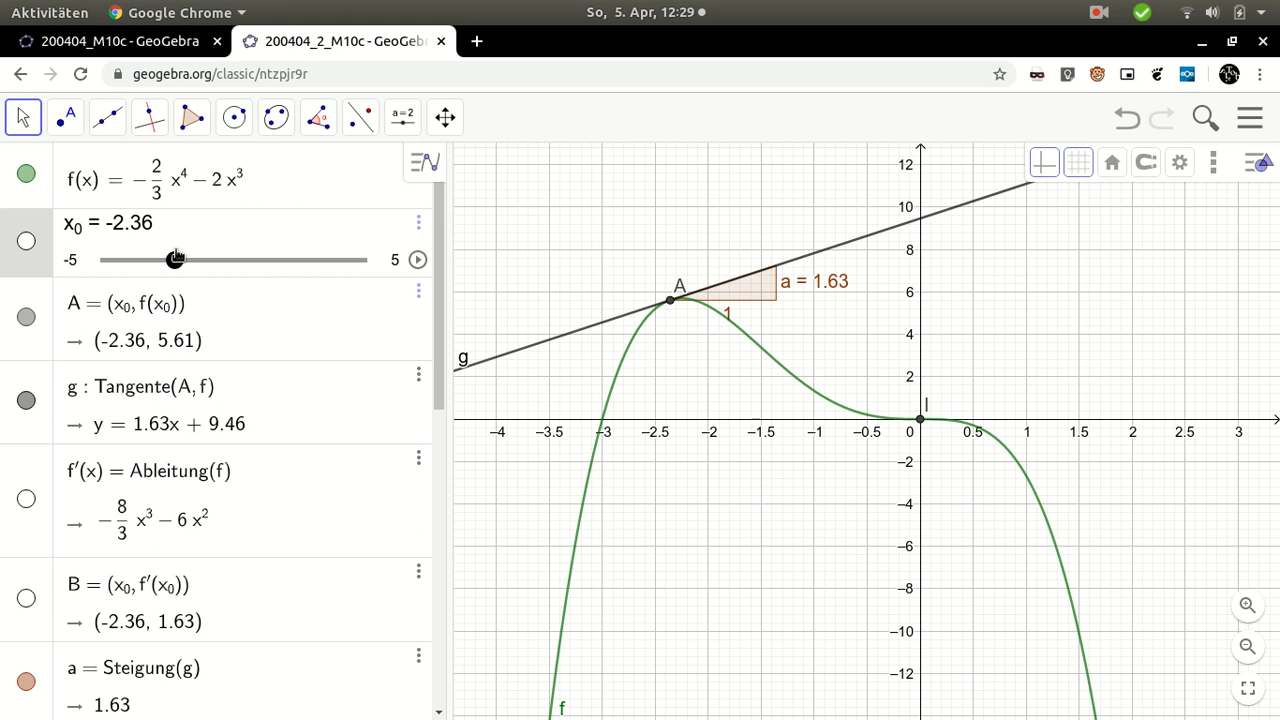 Aktivitäten
Google Chrome
So, 5. Apr, 12:29
200404_M10c - GeoGebra
200404_2_M10c - GeoGebr
geogebra.org/classic/ntzpjr9r
A
α
a=2
f(x) = −2/3 x⁴ − 2 x³
x₀ = -2.36
-5
5
A = (x₀, f(x₀))
→ (-2.36, 5.61)
g : Tangente(A, f)
→ y = 1.63x + 9.46
f′(x) = Ableitung(f)
→ −8/3 x³ − 6 x²
B = (x₀, f′(x₀))
→ (-2.36, 1.63)
a = Steigung(g)
→ 1.63
12
10
8
6
4
2
−2
−4
−6
−8
−10
−12
−4
−3.5
−3
−2.5
−2
−1.5
−1
−0.5
0
0.5
1
1.5
2
2.5
3
A
a = 1.63
1
g
I
f